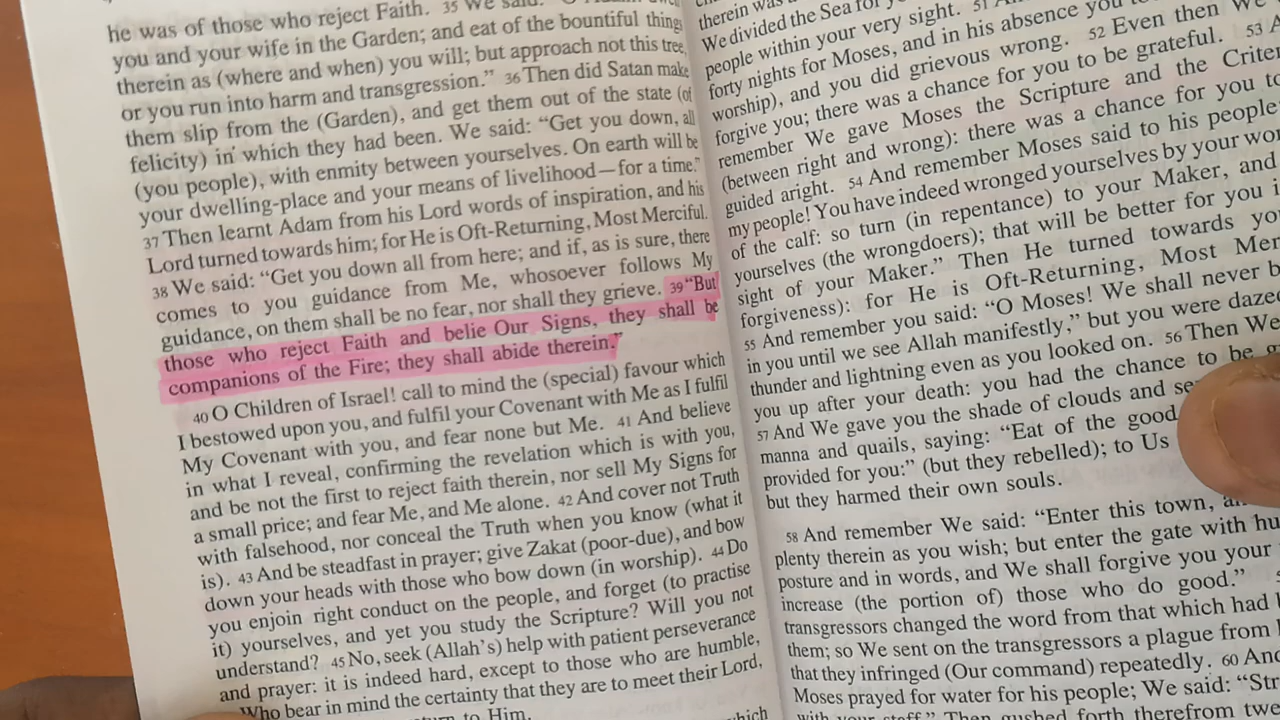 he was of those who reject Faith. 35 We said:
you and your wife in the Garden; and eat of the bountiful things
therein as (where and when) you will; but approach not this tree,
or you run into harm and transgression.” 36 Then did Satan make
them slip from the (Garden), and get them out of the state (of
felicity) in which they had been. We said: “Get you down, all
(you people), with enmity between yourselves. On earth will be
your dwelling-place and your means of livelihood—for a time.”
37 Then learnt Adam from his Lord words of inspiration, and his
Lord turned towards him; for He is Oft-Returning, Most Merciful.
38 We said: “Get you down all from here; and if, as is sure, there
comes to you guidance from Me, whosoever follows My
guidance, on them shall be no fear, nor shall they grieve. 39 “But
those who reject Faith and belie Our Signs, they shall be
companions of the Fire; they shall abide therein.”
40 O Children of Israel! call to mind the (special) favour which
I bestowed upon you, and fulfil your Covenant with Me as I fulfil
My Covenant with you, and fear none but Me. 41 And believe
in what I reveal, confirming the revelation which is with you,
and be not the first to reject faith therein, nor sell My Signs for
a small price; and fear Me, and Me alone. 42 And cover not Truth
with falsehood, nor conceal the Truth when you know (what it
is). 43 And be steadfast in prayer; give Zakat (poor-due), and bow
down your heads with those who bow down (in worship). 44 Do
you enjoin right conduct on the people, and forget (to practise
it) yourselves, and yet you study the Scripture? Will you not
understand? 45 No, seek (Allah’s) help with patient perseverance
and prayer: it is indeed hard, except to those who are humble,
Who bear in mind the certainty that they are to meet their Lord,
to Him.
which
therein was
We divided the Sea for
people within your very sight. 51
forty nights for Moses, and in his absence you
worship), and you did grievous wrong. 52 Even then We
forgive you; there was a chance for you to be grateful. 53
remember We gave Moses the Scripture and the
(between right and wrong): there was a chance for you to
guided aright. 54 And remember Moses said to his people
my people! You have indeed wronged yourselves by your
of the calf: so turn (in repentance) to your Maker, and
yourselves (the wrongdoers); that will be better for you
sight of your Maker.” Then He turned towards
forgiveness): for He is Oft-Returning, Most
55 And remember you said: “O Moses! We shall never
in you until we see Allah manifestly,” but you were
thunder and lightning even as you looked on. 56 Then We
you up after your death: you had the chance to be
57 And We gave you the shade of clouds and
manna and quails, saying: “Eat of the good
provided for you:” (but they rebelled); to Us
but they harmed their own souls.
58 And remember We said: “Enter this town,
plenty therein as you wish; but enter the gate with
posture and in words, and We shall forgive you your
increase (the portion of) those who do good.”
transgressors changed the word from that which had
them; so We sent on the transgressors a plague from
that they infringed (Our command) repeatedly. 60 And
Moses prayed for water for his people; We said:
with your staff.” Then gushed forth therefrom